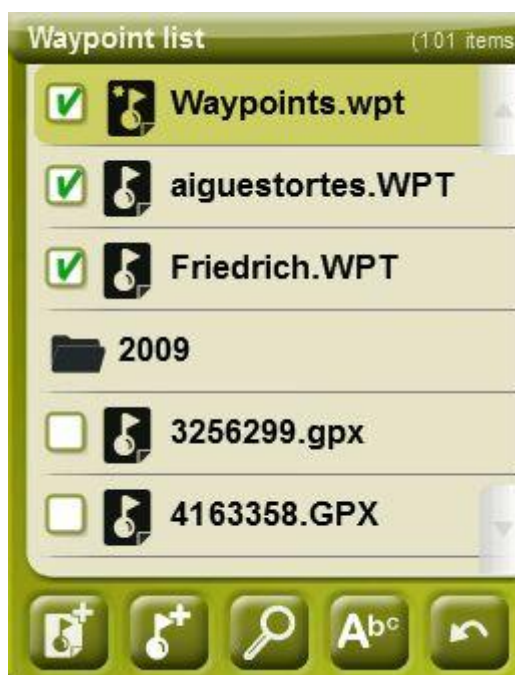 Waypoint list (101 items
Waypoints.wpt
aiguestortes.WPT
Friedrich.WPT
2009
3256299.gpx
4163358.GPX
Abc